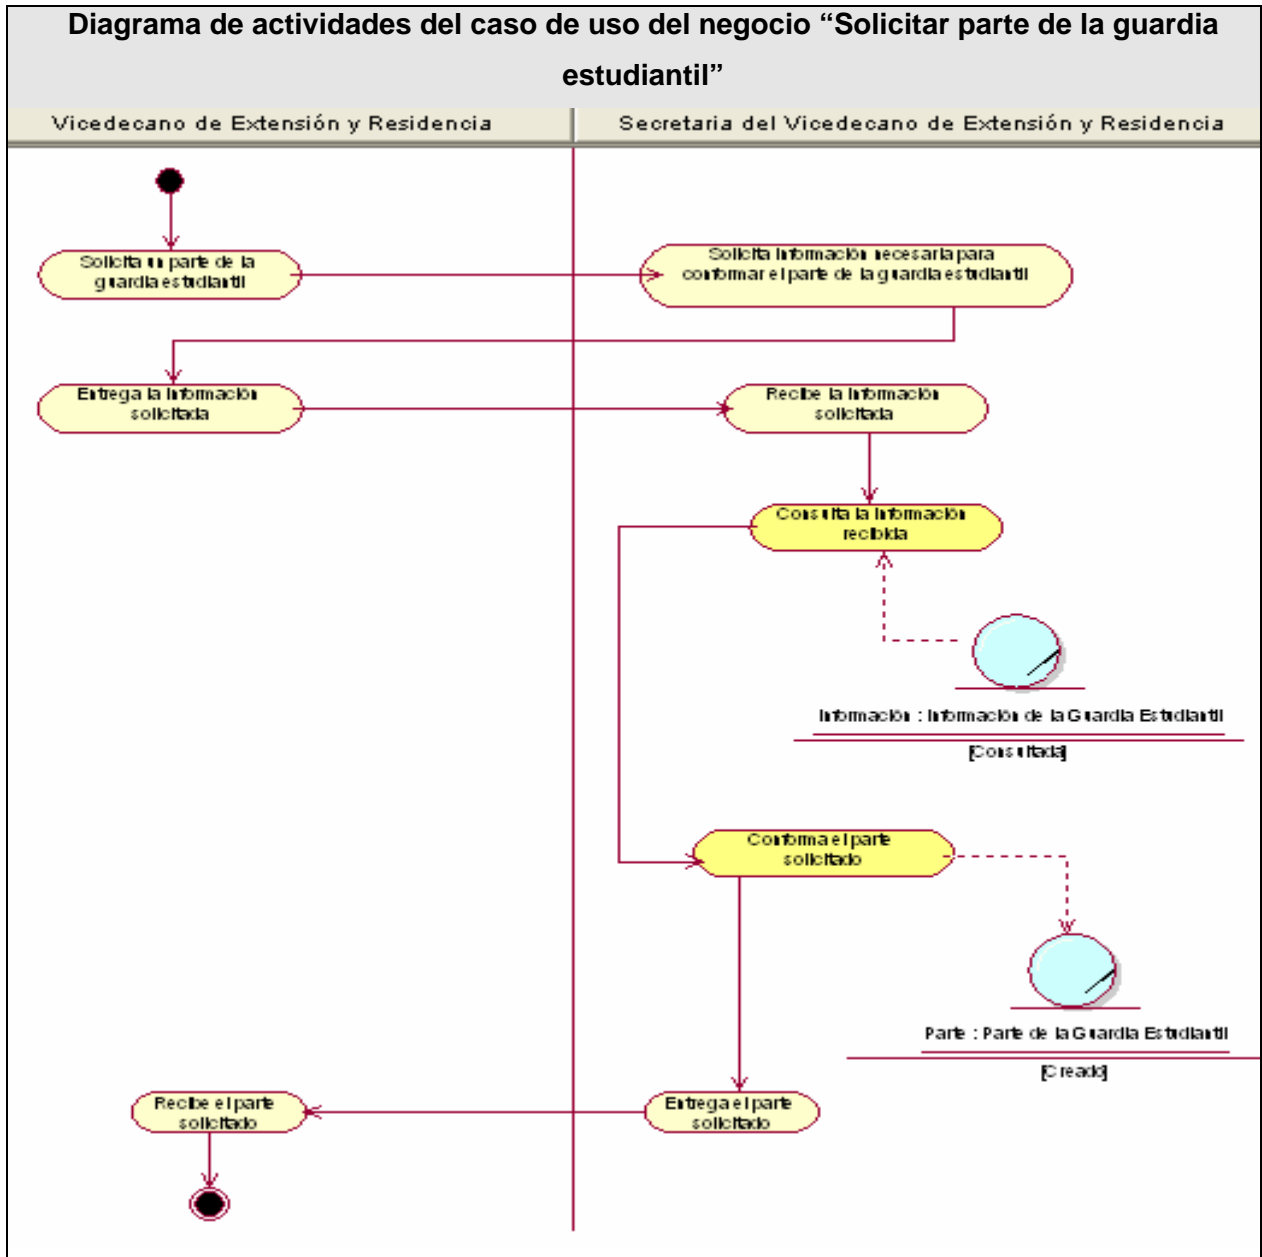 Diagrama de actividades del caso de uso del negocio “Solicitar parte de la guardia
estudiantil”
Vicedecano de Extensión y Residencia
Secretaria del Vicedecano de Extensión y Residencia
Solicita un parte de la
guardia estudiantil
Solicita información necesaria para
conformar el parte de la guardia estudiantil
Entrega la información
solicitada
Recibe la información
solicitada
Consulta la información
recibida
Información : Información de la Guardia Estudiantil
[Consultada]
Conforma el parte
solicitado
Parte : Parte de la Guardia Estudiantil
[Creado]
Recibe el parte
solicitado
Entrega el parte
solicitado